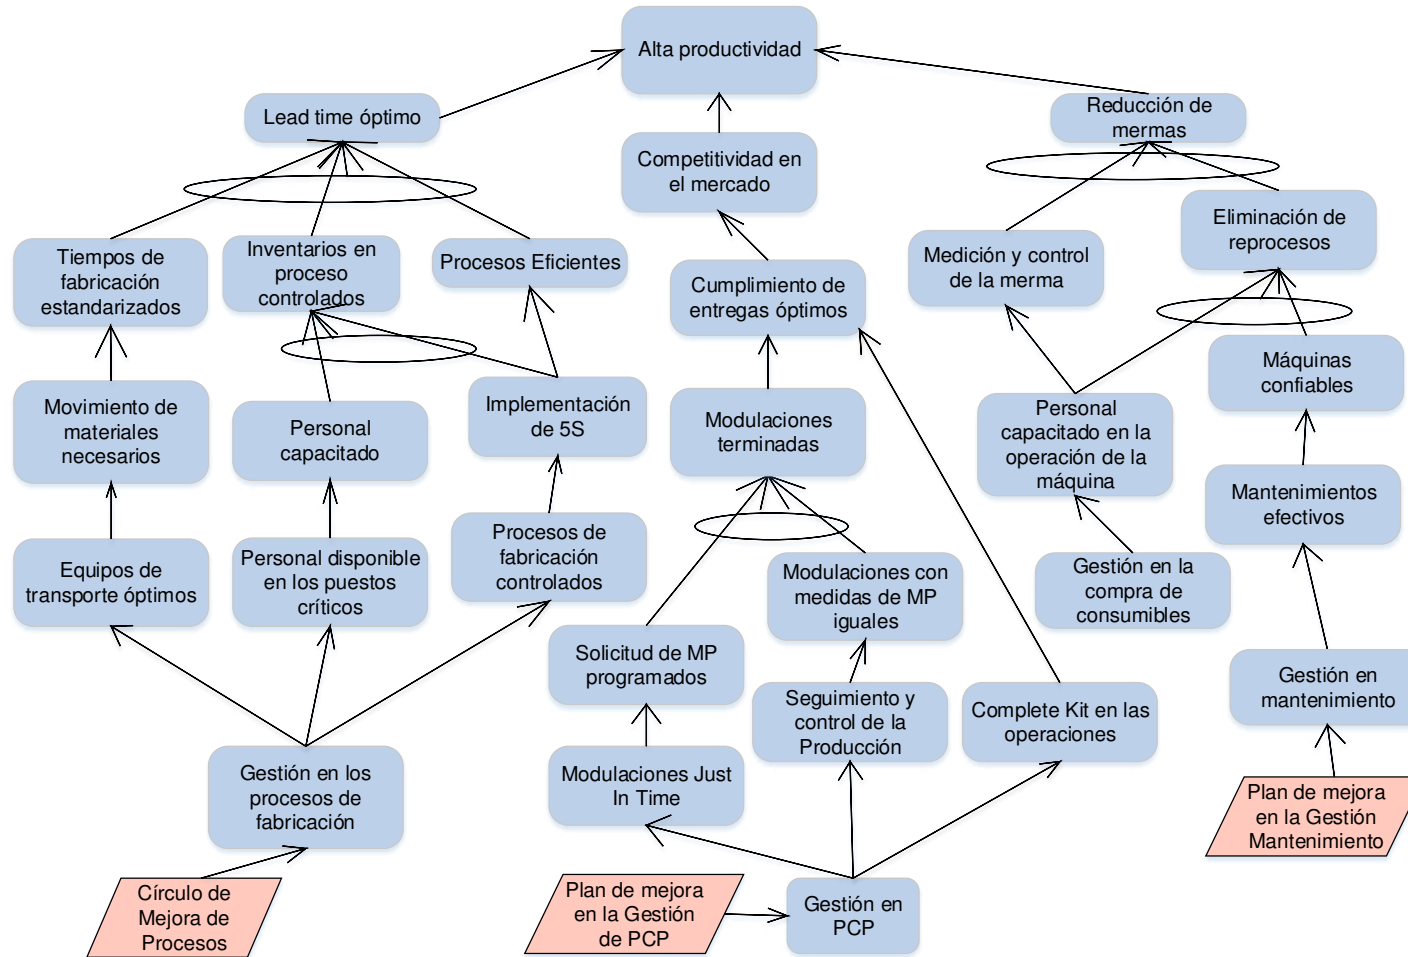 Alta productividad
Lead time óptimo
Reducción de
mermas
Competitividad en
el mercado
Tiempos de
fabricación
estandarizados
Inventarios en
proceso
controlados
Procesos Eficientes
Cumplimiento de
entregas óptimos
Medición y control
de la merma
Eliminación de
reprocesos
Movimiento de
materiales
necesarios
Personal
capacitado
Implementación
de 5S
Modulaciones
terminadas
Personal
capacitado en la
operación de la
máquina
Máquinas
confiables
Mantenimientos
efectivos
Equipos de
transporte óptimos
Personal disponible
en los puestos
críticos
Procesos de
fabricación
controlados
Modulaciones con
medidas de MP
iguales
Gestión en la
compra de
consumibles
Solicitud de MP
programados
Seguimiento y
control de la
Producción
Complete Kit en las
operaciones
Gestión en
mantenimiento
Gestión en los
procesos de
fabricación
Modulaciones Just
In Time
Plan de mejora
en la Gestión
Mantenimiento
Círculo de
Mejora de
Procesos
Plan de mejora
en la Gestión
de PCP
Gestión en
PCP